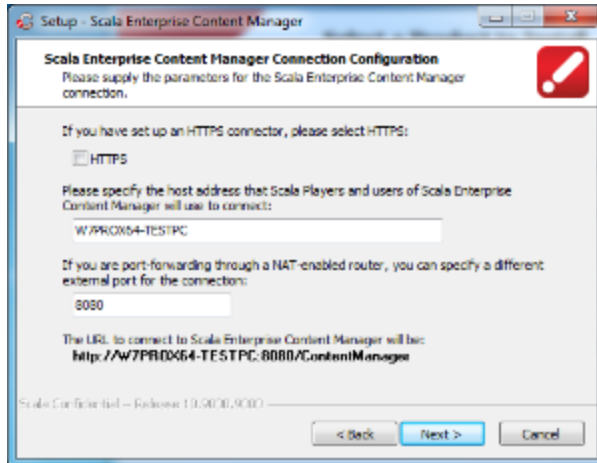 Setup - Scala Enterprise Content Manager
Scala Enterprise Content Manager Connection Configuration
Please supply the parameters for the Scala Enterprise Content Manager
connection.
If you have set up an HTTPS connector, please select HTTPS:
HTTPS
Please specify the host address that Scala Players and users of Scala Enterprise
Content Manager will use to connect:
W7PROX64-TESTPC
If you are port-forwarding through a NAT-enabled router, you can specify a different
external port for the connection:
8080
The URL to connect to Scala Enterprise Content Manager will be:
http://W7PROX64-TESTPC:8080/ContentManager
Scala Confidential -- Release 10.
< Back
Next >
Cancel